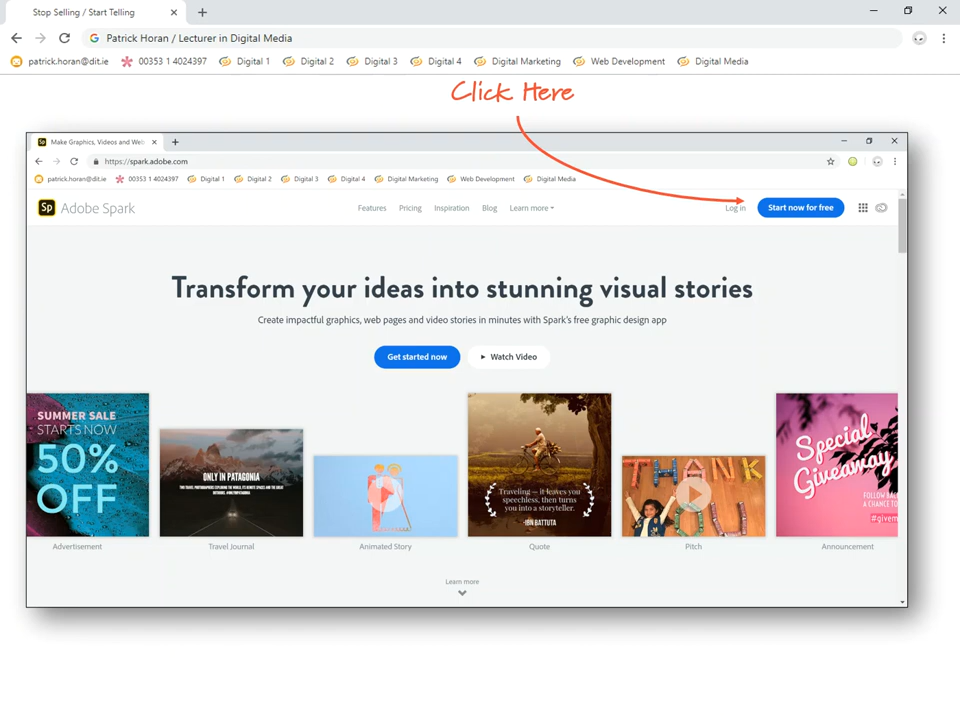 Stop Selling / Start Telling
Patrick Horan / Lecturer in Digital Media
patrick.horan@dit.ie 00353 1 4024397 Digital 1 Digital 2 Digital 3 Digital 4 Digital Marketing Web Development Digital Media
Click Here
Make Graphics, Videos and Web
https://spark.adobe.com
patrick.horan@dit.ie 00353 1 4024397 Digital 1 Digital 2 Digital 3 Digital 4 Digital Marketing Web Development Digital Media
Sp Adobe Spark Features Pricing Inspiration Blog Learn more Log in Start now for free
Transform your ideas into stunning visual stories
Create impactful graphics, web pages and video stories in minutes with Spark's free graphic design app
Get started now Watch Video
SUMMER SALE
STARTS NOW
50%
OFF
ONLY IN PATAGONIA
Traveling — it leaves you
speechless, then turns
you into a storyteller.
-IBN BATTUTA
THANK
YOU
Special
Giveaway
FOLLOW
A CHANCE TO
Advertisement Travel Journal Animated Story Quote Pitch Announcement
Learn more